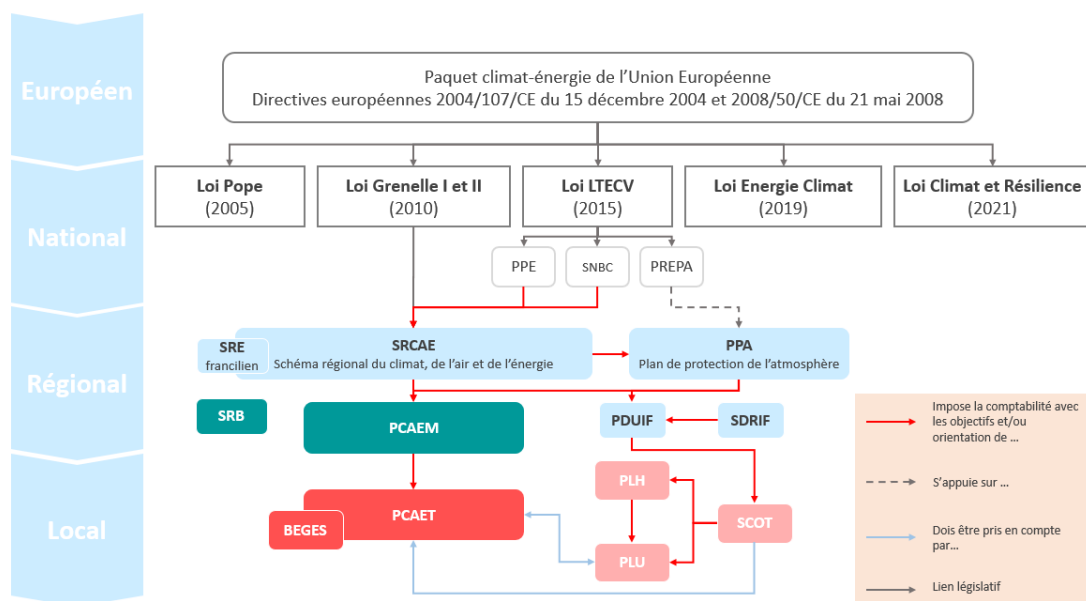 Européen
Paquet climat-énergie de l'Union Européenne
Directives européennes 2004/107/CE du 15 décembre 2004 et 2008/50/CE du 21 mai 2008
National
Loi Pope
(2005)
Loi Grenelle I et II
(2010)
Loi LTECV
(2015)
Loi Energie Climat
(2019)
Loi Climat et Résilience
(2021)
PPE
SNBC
PREPA
Régional
SRE
francilien
SRCAE
Schéma régional du climat, de l'air et de l'énergie
PPA
Plan de protection de l'atmosphère
SRB
PCAEM
PDUIF
SDRIF
Local
BEGES
PCAET
PLH
PLU
SCOT
Impose la comptabilité avec
les objectifs et/ou
orientation de ...
S'appuie sur ...
Dois être pris en compte
par...
Lien législatif